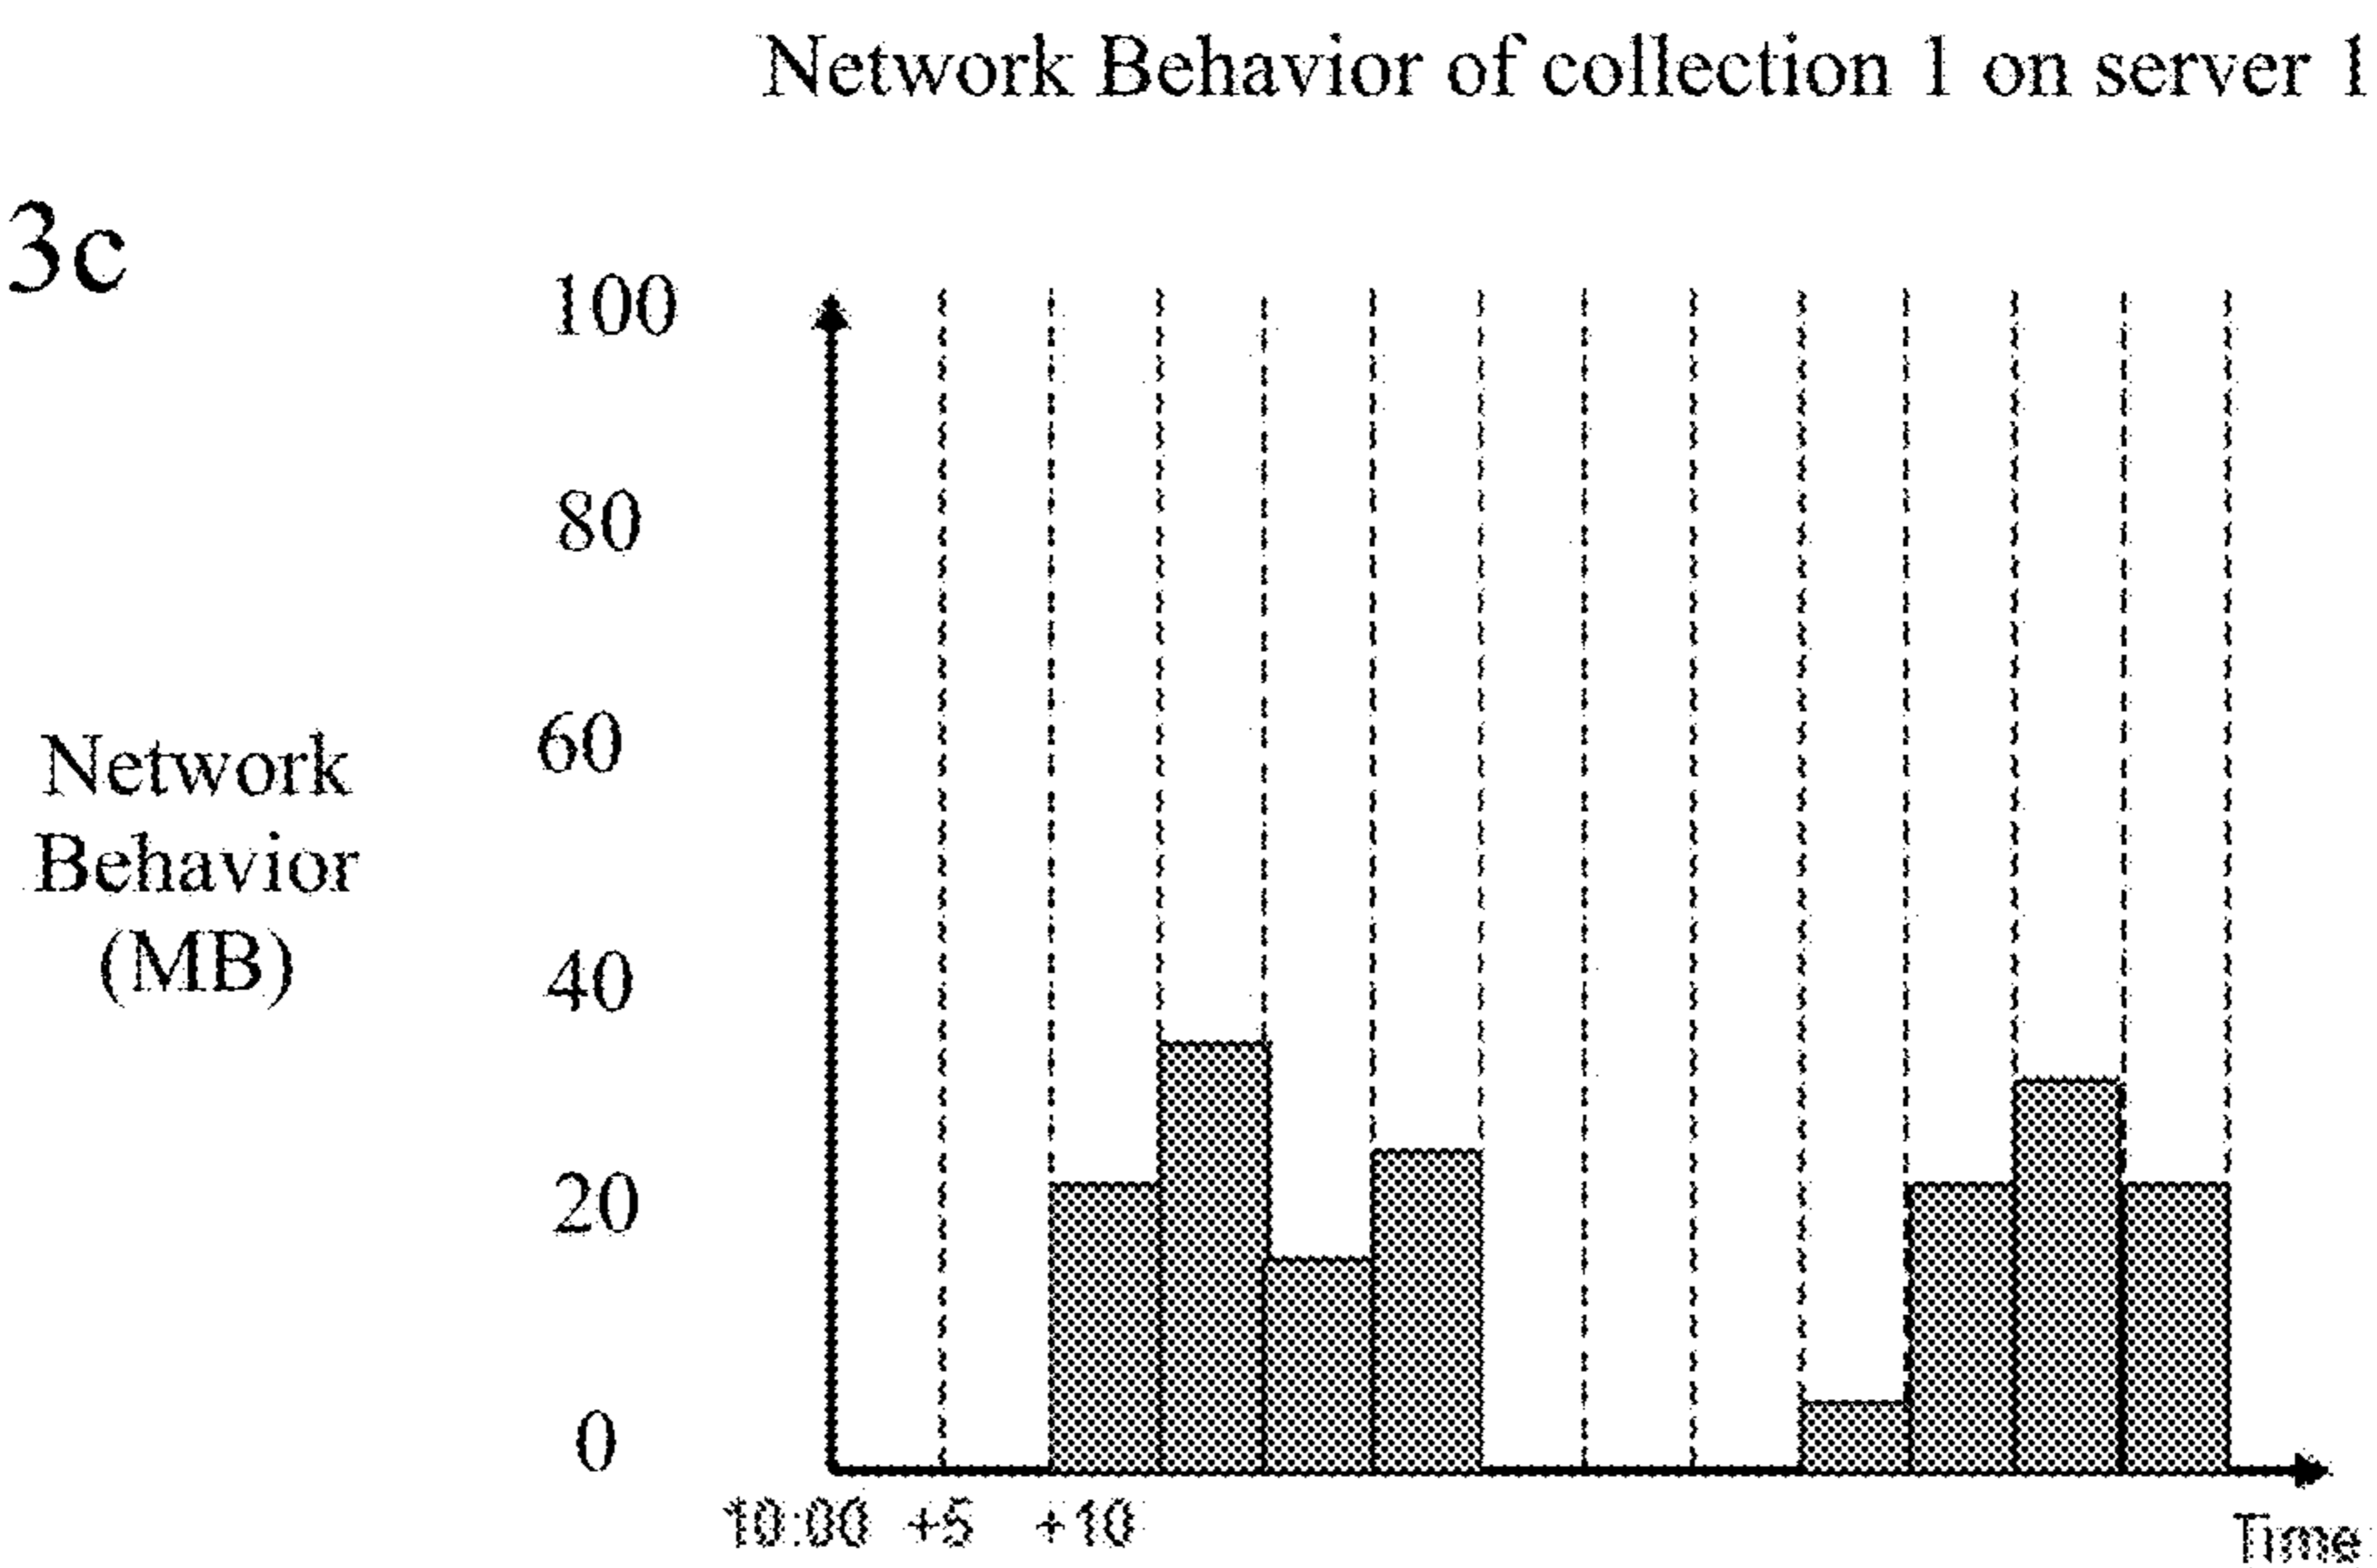 Network Behavior of collection 1 on server 1
3c
100
80
60
Network
Behavior
(MB)
40
20
0
10:00 +5 +10
Time